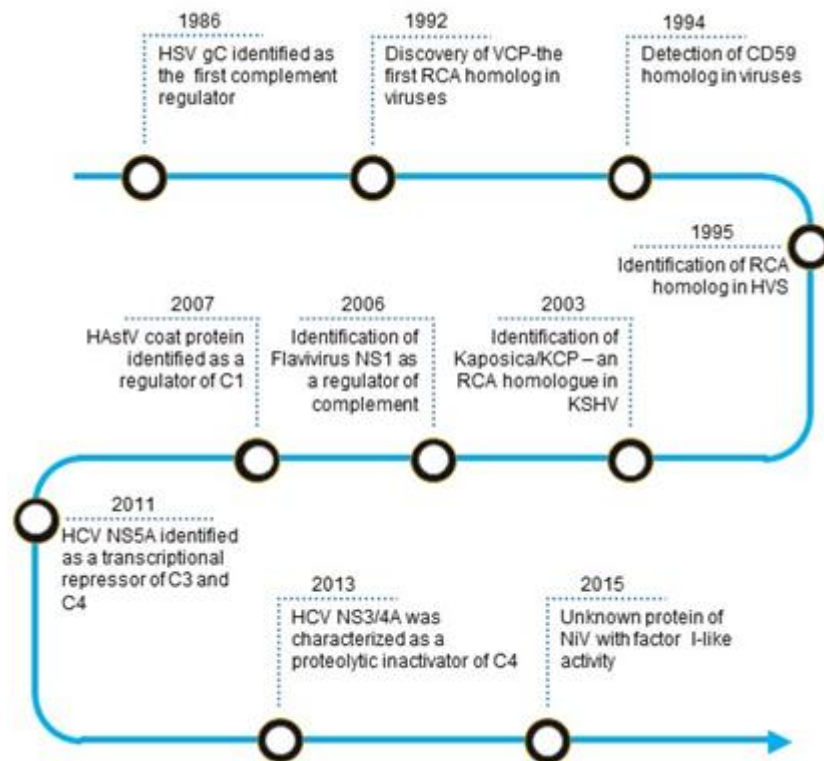 1986
HSV gC identified as
the first complement
regulator
1992
Discovery of VCP-the
first RCA homolog in
viruses
1994
Detection of CD59
homolog in viruses
1995
Identification of RCA
homolog in HVS
2003
Identification of
Kaposica/KCP – an
RCA homologue in
KSHV
2006
Identification of
Flavivirus NS1 as
a regulator of
complement
2007
HAstV coat protein
identified as a
regulator of C1
2011
HCV NS5A identified
as a transcriptional
repressor of C3 and
C4
2013
HCV NS3/4A was
characterized as a
proteolytic inactivator of C4
2015
Unknown protein of
NiV with factor I-like
activity